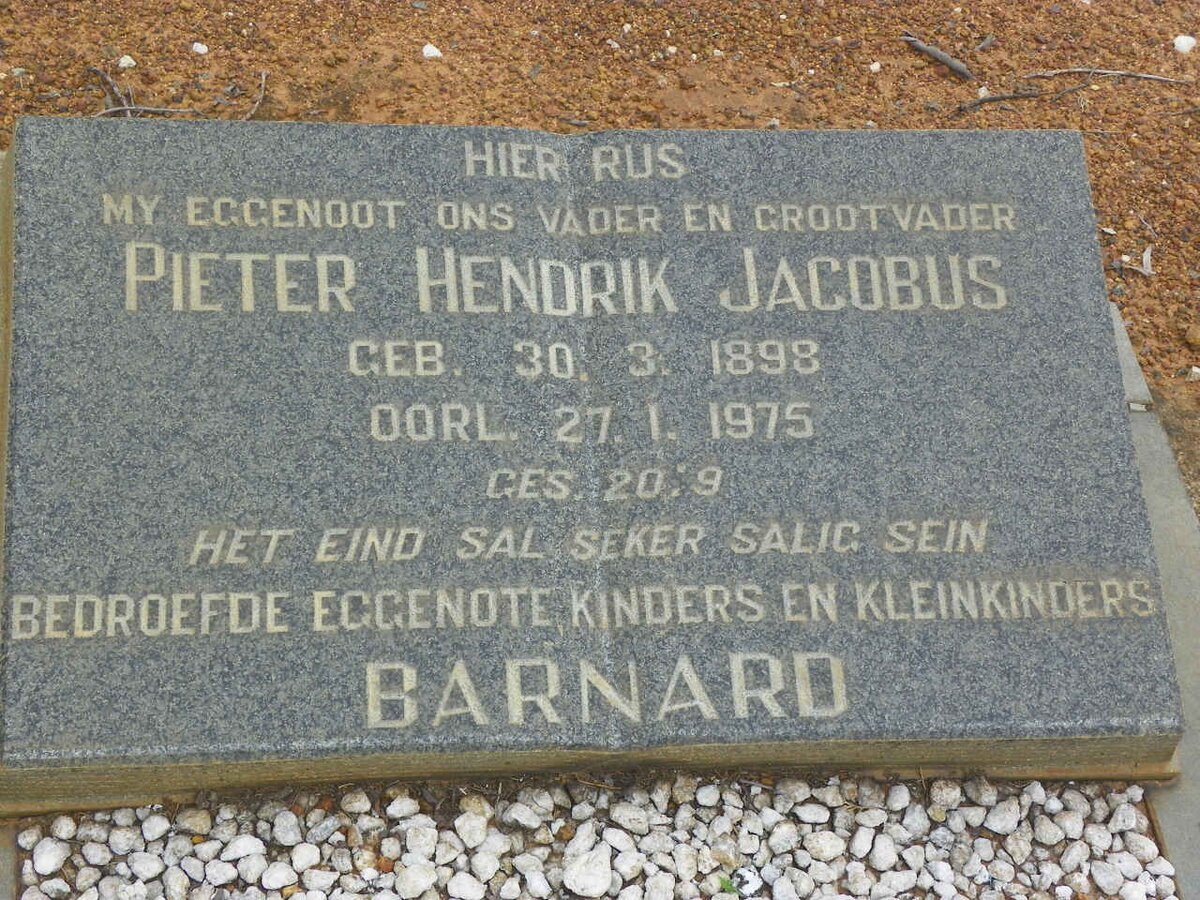 HIER RUS
MY EGGENOOT ONS VADER EN GROOTVADER
PIETER HENDRIK JACOBUS
GEB. 30. 3. 1898
OORL. 27. 1. 1975
GES. 20:9
HET EIND SAL SEKER SALIG SEIN
BEDROEFDE EGGENOTE, KINDERS EN KLEINKINDERS
BARNARD